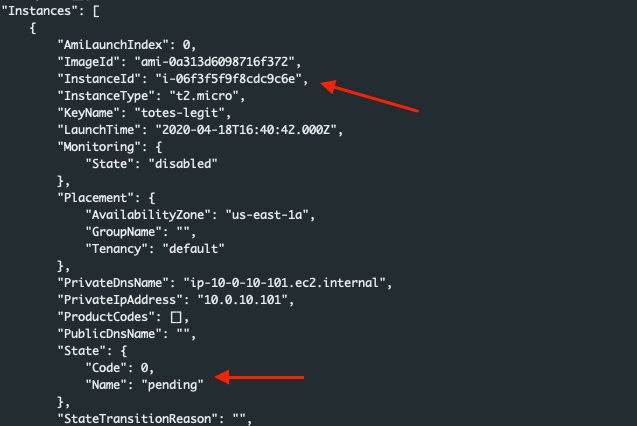 "Instances": [
{
"AmiLaunchIndex": 0,
"ImageId": "ami-0a313d6098716f372",
"InstanceId": "i-06f3f5f9f8cdc9c6e",
"InstanceType": "t2.micro",
"KeyName": "totes-legit",
"LaunchTime": "2020-04-18T16:40:42.000Z",
"Monitoring": {
"State": "disabled"
},
"Placement": {
"AvailabilityZone": "us-east-1a",
"GroupName": "",
"Tenancy": "default"
},
"PrivateDnsName": "ip-10-0-10-101.ec2.internal",
"PrivateIpAddress": "10.0.10.101",
"ProductCodes": [],
"PublicDnsName": "",
"State": {
"Code": 0,
"Name": "pending"
},
"StateTransitionReason": "",